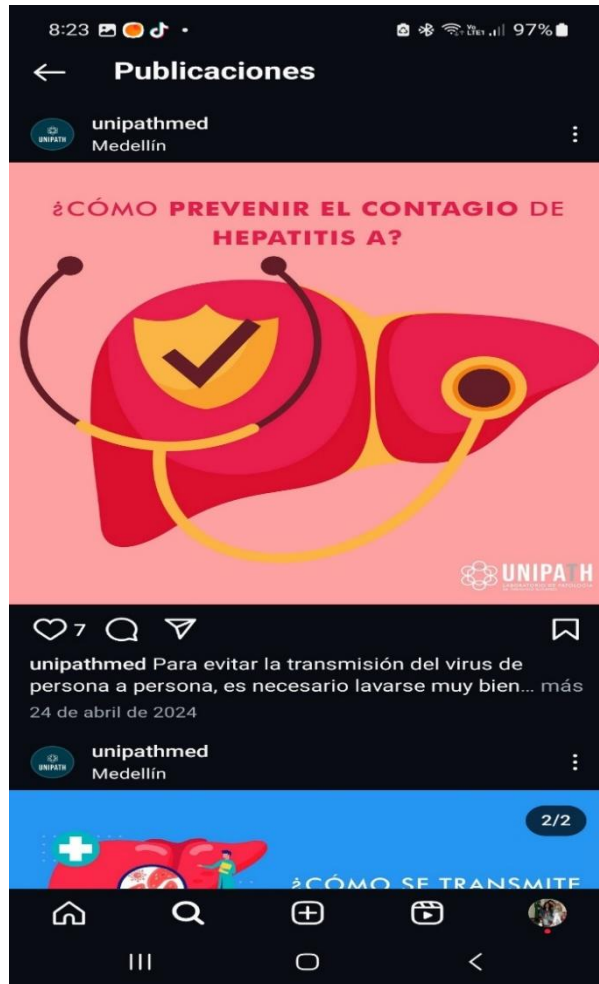 8:23
97%
Publicaciones
unipathmed
Medellín
¿CÓMO PREVENIR EL CONTAGIO DE
HEPATITIS A?
UNIPATH
7
unipathmed Para evitar la transmisión del virus de
persona a persona, es necesario lavarse muy bien... más
24 de abril de 2024
unipathmed
Medellín
2/2
¿CÓMO SE TRANSMITE